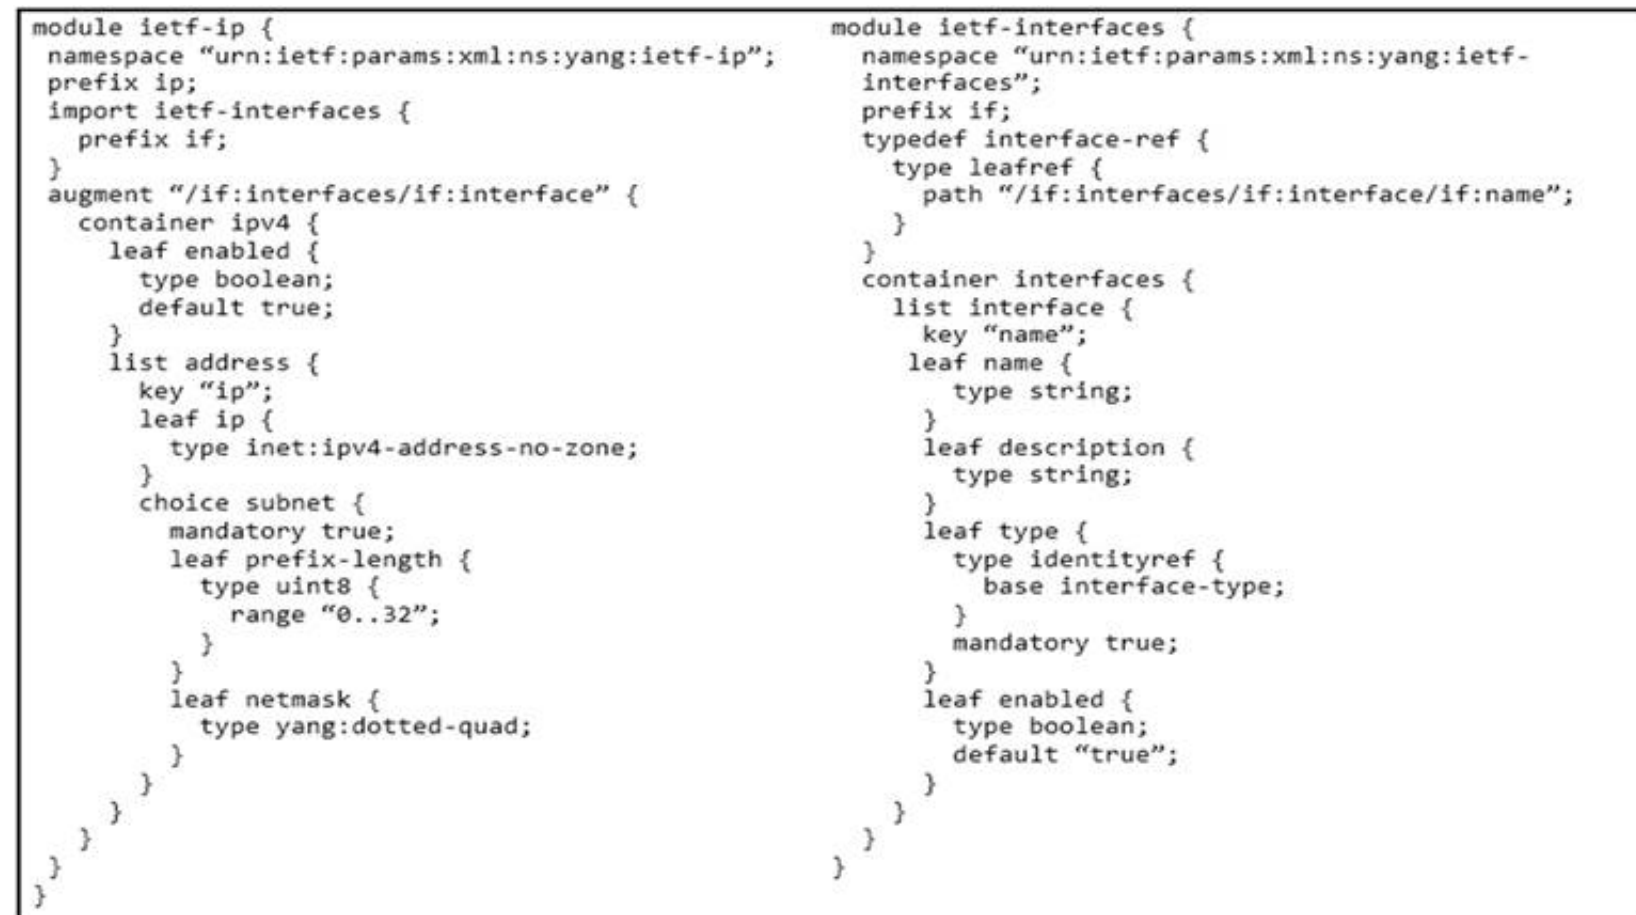 module ietf-ip {
namespace “urn:ietf:params:xml:ns:yang:ietf-ip”;
prefix ip;
import ietf-interfaces {
prefix if;
}
augment “/if:interfaces/if:interface” {
container ipv4 {
leaf enabled {
type boolean;
default true;
}
list address {
key “ip”;
leaf ip {
type inet:ipv4-address-no-zone;
}
choice subnet {
mandatory true;
leaf prefix-length {
type uint8 {
range “0..32”;
}
}
leaf netmask {
type yang:dotted-quad;
}
}
}
}
}
}
module ietf-interfaces {
namespace “urn:ietf:params:xml:ns:yang:ietf-
interfaces”;
prefix if;
typedef interface-ref {
type leafref {
path “/if:interfaces/if:interface/if:name”;
}
}
container interfaces {
list interface {
key “name”;
leaf name {
type string;
}
leaf description {
type string;
}
leaf type {
type identityref {
base interface-type;
}
mandatory true;
}
leaf enabled {
type boolean;
default “true”;
}
}
}
}